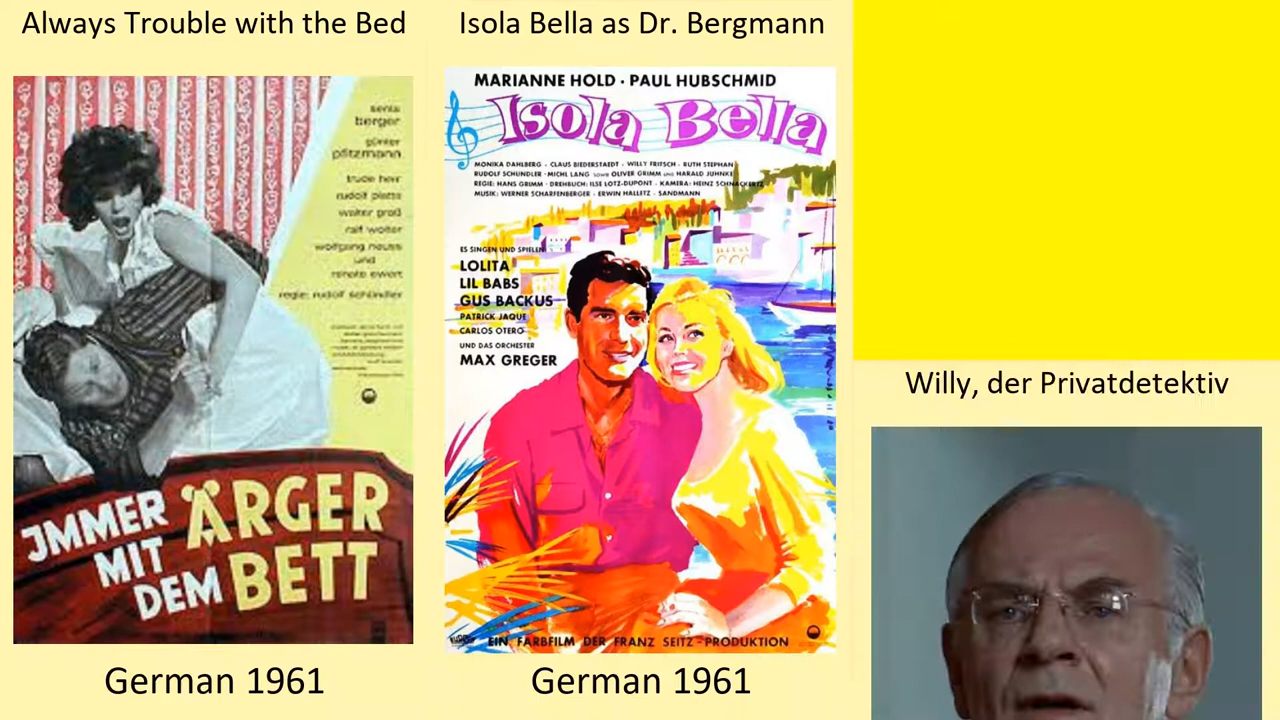 Always Trouble with the Bed
senta
berger
günter
pfitzmann
trude herr
rudolf platte
walter groß
ralf wolter
wolfgang neuss
und
renate ewert
regie: rudolf schündler
JMMER
ÄRGER
MIT
DEM
BETT
German 1961
Isola Bella as Dr. Bergmann
MARIANNE HOLD · PAUL HUBSCHMID
Isola Bella
MONIKA DAHLBERG · CLAUS BIEDERSTAEDT · WILLY FRITSCH · RUTH STEPHAN
RUDOLF SCHÜNDLER · MICHL LANG SOWIE OLIVER GRIMM UND HARALD JUHNKE
REGIE: HANS GRIMM · DREHBUCH: ILSE LOTZ-DUPONT · KAMERA: HEINZ SCHNACKERTZ
MUSIK: WERNER SCHARFENBERGER · ERWIN HALLETZ · SANDMANN
ES SINGEN UND SPIELEN
LOLITA
LIL BABS
GUS BACKUS
PATRICK JAQUE
CARLOS OTERO
UND DAS ORCHESTER
MAX GREGER
EIN FARBFILM DER FRANZ SEITZ-PRODUKTION
German 1961
Willy, der Privatdetektiv